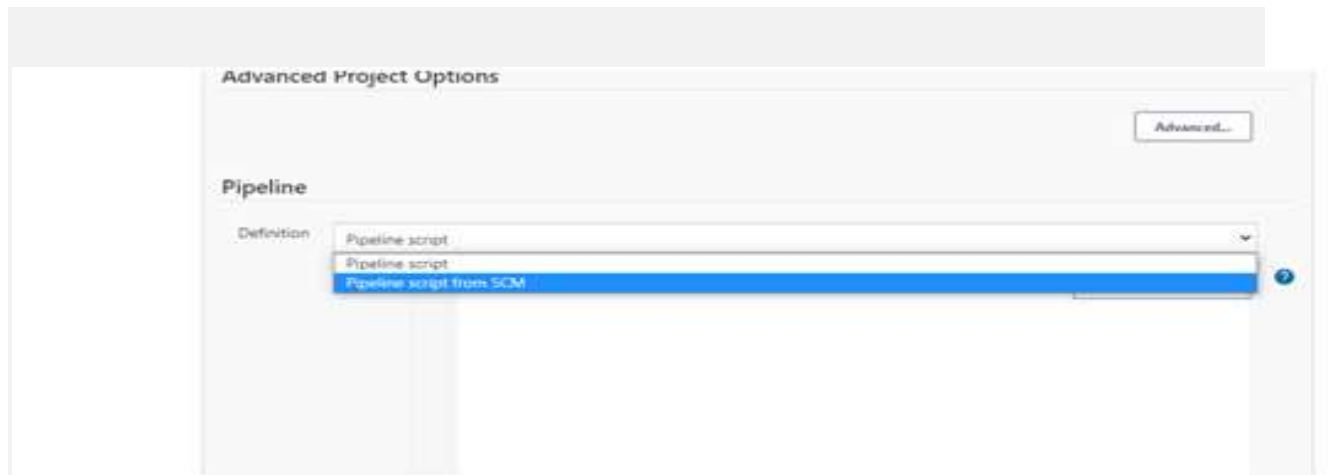 Advanced Project Options
Advanced...
Pipeline
Definition
Pipeline script
Pipeline script
Pipeline script from SCM
?